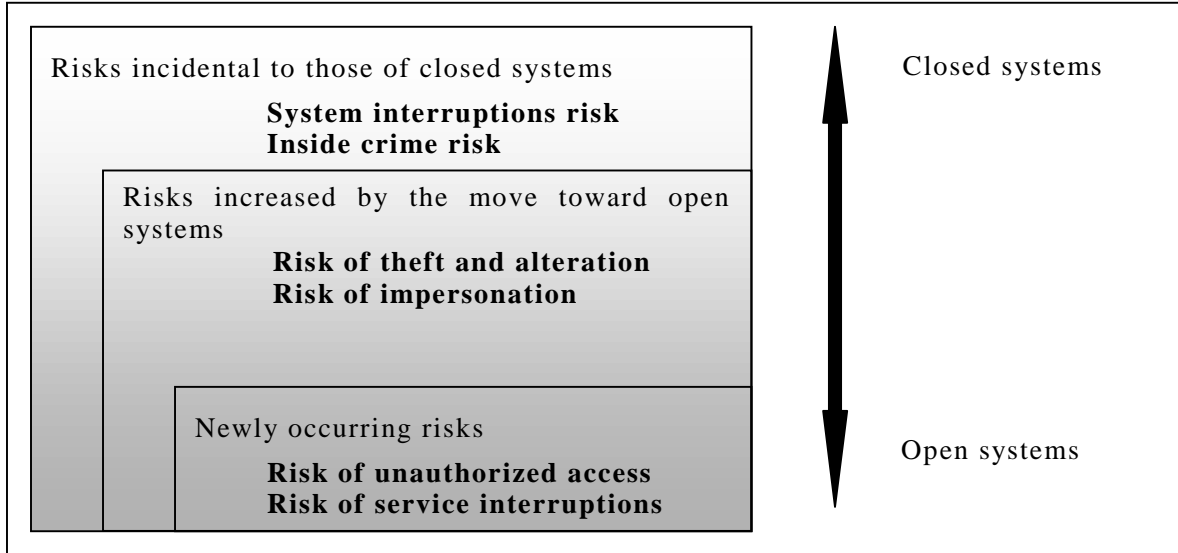 Risks incidental to those of closed systems
Closed systems
System interruptions risk
Inside crime risk
Risks increased by the move toward open
systems
Risk of theft and alteration
Risk of impersonation
Newly occurring risks
Open systems
Risk of unauthorized access
Risk of service interruptions